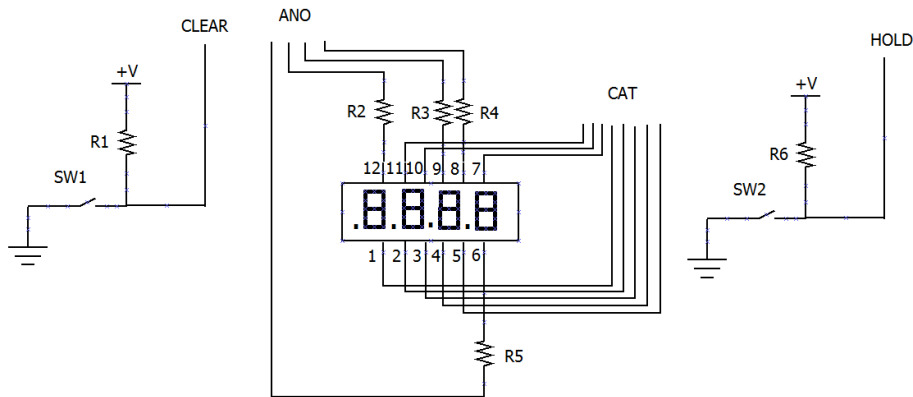 ANO
CLEAR
HOLD
+V
+V
CAT
R2
R3
R4
R1
R6
12 11 10 9 8 7
SW1
SW2
1 2 3 4 5 6
R5